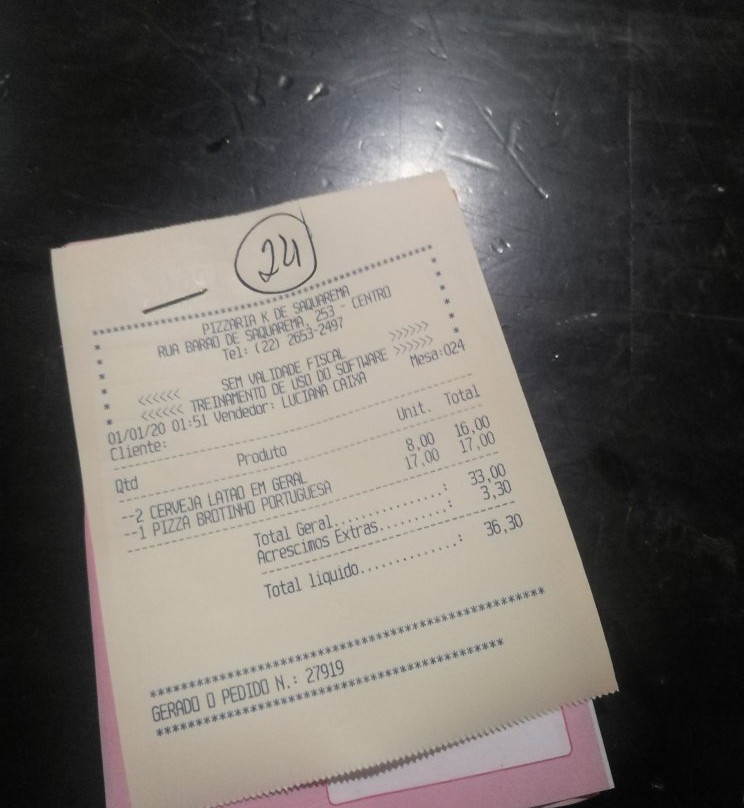 24
****************************************
* PIZZARIA K DE SAQUAREMA *
* RUA BARAO DE SAQUAREMA, 253 - CENTRO *
* Tel: (22) 2653-2497 *
* SEM VALIDADE FISCAL >>>>>> *
* <<<<<< TREINAMENTO DE USO DO SOFTWARE >>>>>>
<<<<<<
01/01/20 01:51 Vendedor: LUCIANA CAIXA Mesa:024
Cliente:
Qtd Produto Unit. Total
--2 CERVEJA LATAO EM GERAL 8,00 16,00
--1 PIZZA BROTINHO PORTUGUESA 17,00 17,00
Total Geral................: 33,00
Acrescimos Extras..........: 3,30
Total liquido..............: 36,30
****************************************
GERADO O PEDIDO N.: 27919
****************************************